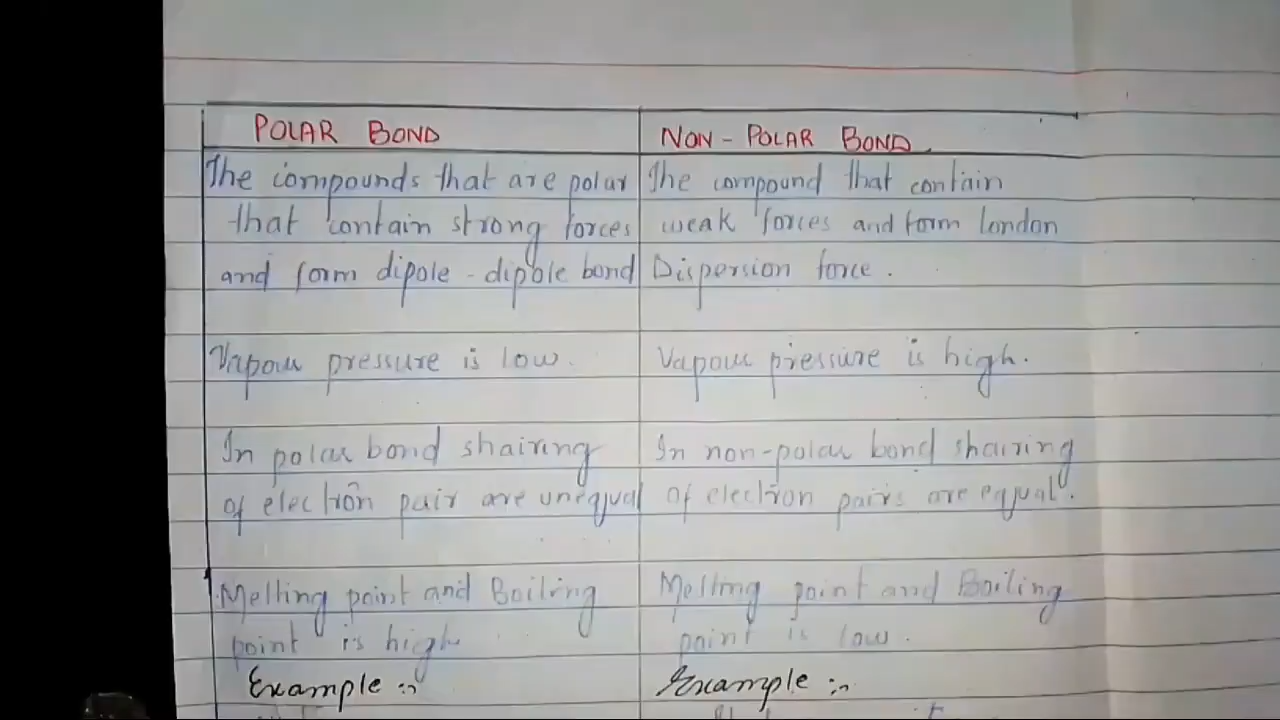 POLAR BOND
The compounds that are polar
that contain strong forces
and form dipole - dipole bond
Vapour pressure is low.
In polar bond shairing
of electron pair are unequal
Melting point and Boiling
point is high
Example :-
NON - POLAR BOND.
The compound that contain
weak forces and form london
Dispersion force.
Vapour pressure is high.
In non-polar bond shairing
of electron pairs are equal.
Melting point and Boiling
point is low.
Example :-